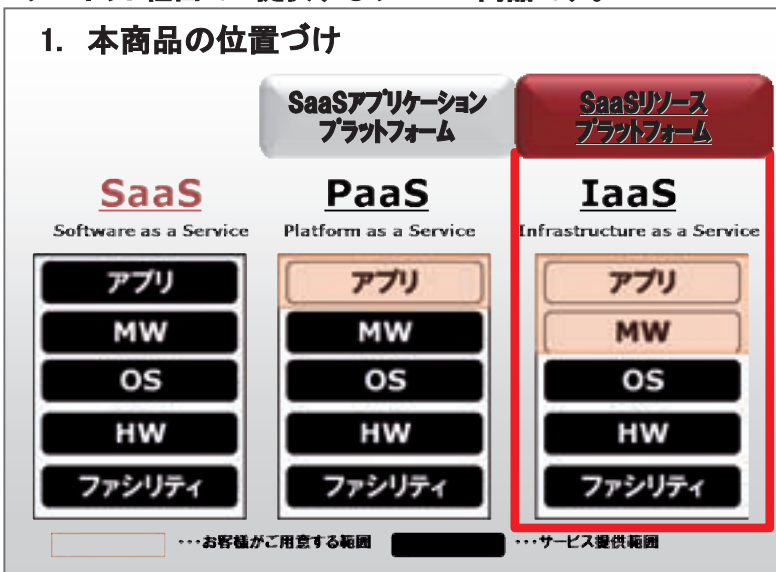 1. 本商品の位置づけ
SaaSアプリケーション
プラットフォーム
SaaSリソース
プラットフォーム
SaaS
PaaS
IaaS
Software as a Service
Platform as a Service
Infrastructure as a Service
アプリ
アプリ
アプリ
MW
MW
MW
OS
OS
OS
HW
HW
HW
ファシリティ
ファシリティ
ファシリティ
・・・お客様がご用意する範囲
・・・サービス提供範囲